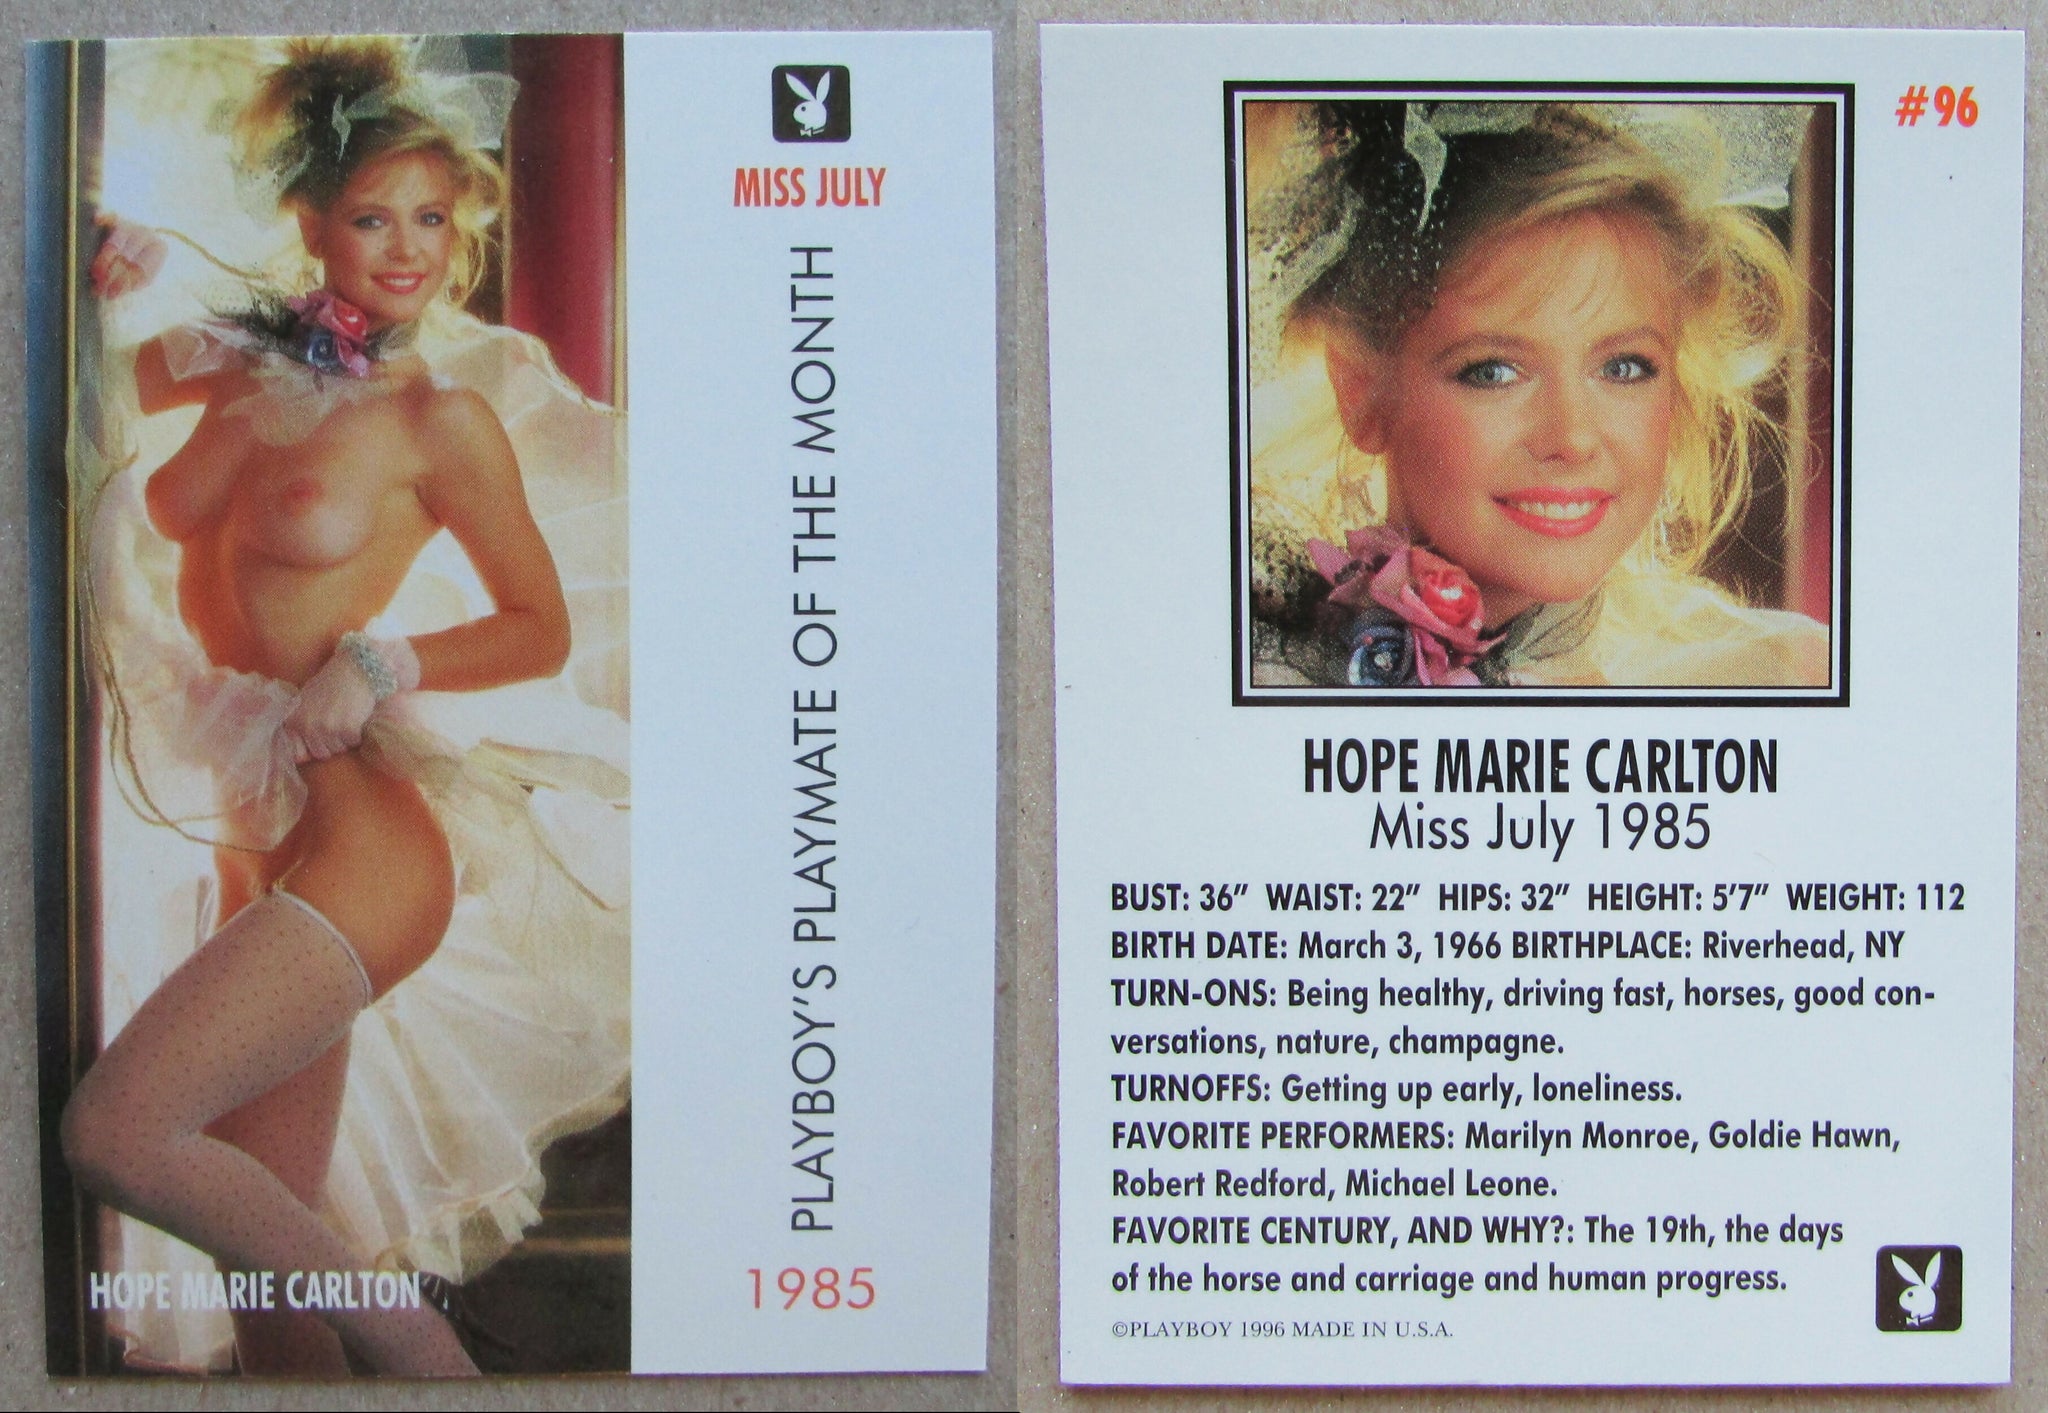 MISS JULY
PLAYBOY'S PLAYMATE OF THE MONTH
1985
HOPE MARIE CARLTON
#96
HOPE MARIE CARLTON
Miss July 1985
BUST: 36" WAIST: 22" HIPS: 32" HEIGHT: 5'7" WEIGHT: 112
BIRTH DATE: March 3, 1966 BIRTHPLACE: Riverhead, NY
TURN-ONS: Being healthy, driving fast, horses, good con-
versations, nature, champagne.
TURNOFFS: Getting up early, loneliness.
FAVORITE PERFORMERS: Marilyn Monroe, Goldie Hawn,
Robert Redford, Michael Leone.
FAVORITE CENTURY, AND WHY?: The 19th, the days
of the horse and carriage and human progress.
©PLAYBOY 1996 MADE IN U.S.A.